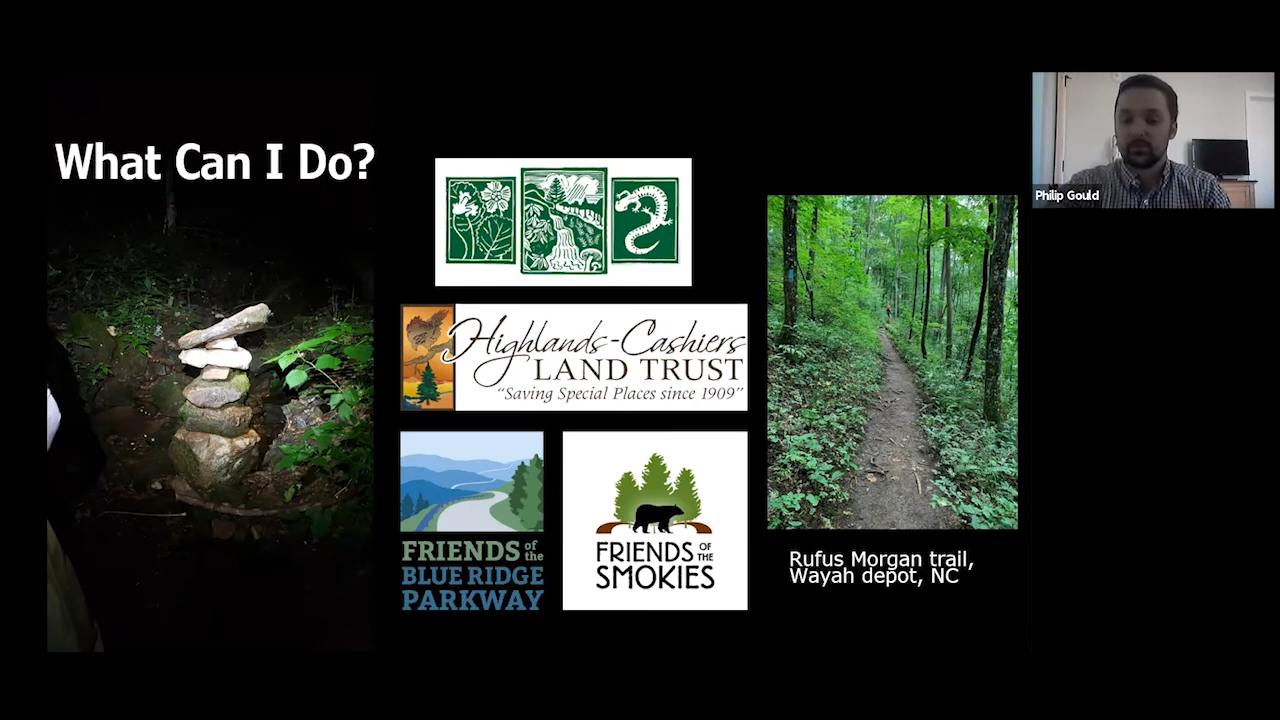 What Can I Do?
Highlands-Cashiers
LAND TRUST
"Saving Special Places since 1909"
FRIENDS of the
BLUE RIDGE
PARKWAY
FRIENDS OF THE
SMOKIES
Rufus Morgan trail,
Wayah depot, NC
Philip Gould